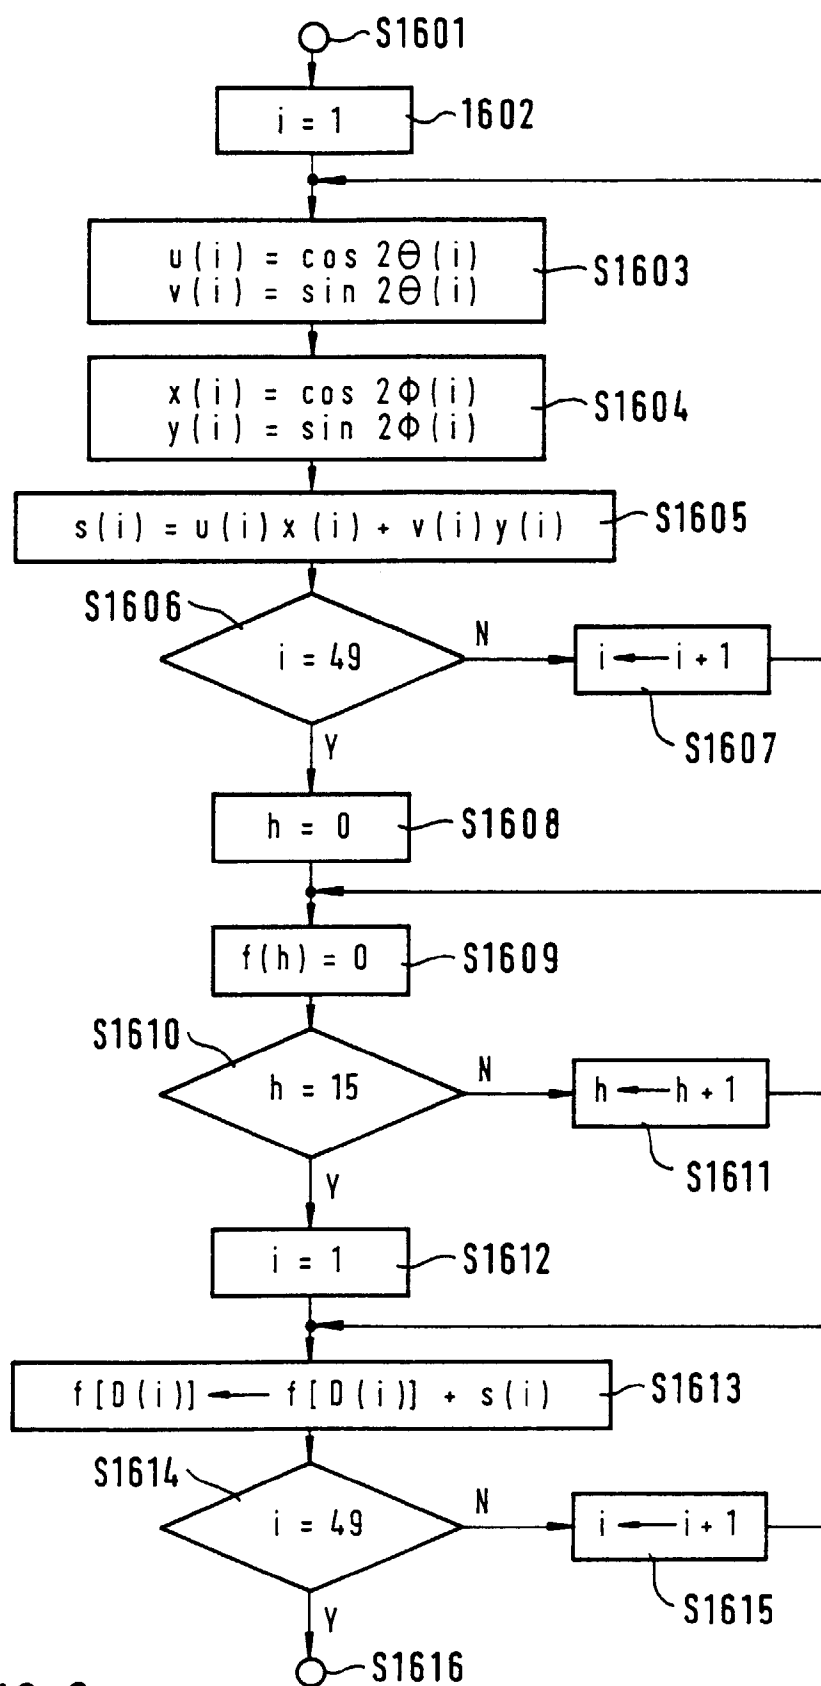 S1601
i = 1
1602
u(i) = cos 2Θ(i)
v(i) = sin 2Θ(i)
S1603
x(i) = cos 2Φ(i)
y(i) = sin 2Φ(i)
S1604
s(i) = u(i)x(i) + v(i)y(i)
S1605
S1606
i = 49
N
i ← i + 1
S1607
Y
h = 0
S1608
f(h) = 0
S1609
S1610
h = 15
N
h ← h + 1
S1611
Y
i = 1
S1612
f[D(i)] ← f[D(i)] + s(i)
S1613
S1614
i = 49
N
i ← i + 1
S1615
Y
S1616